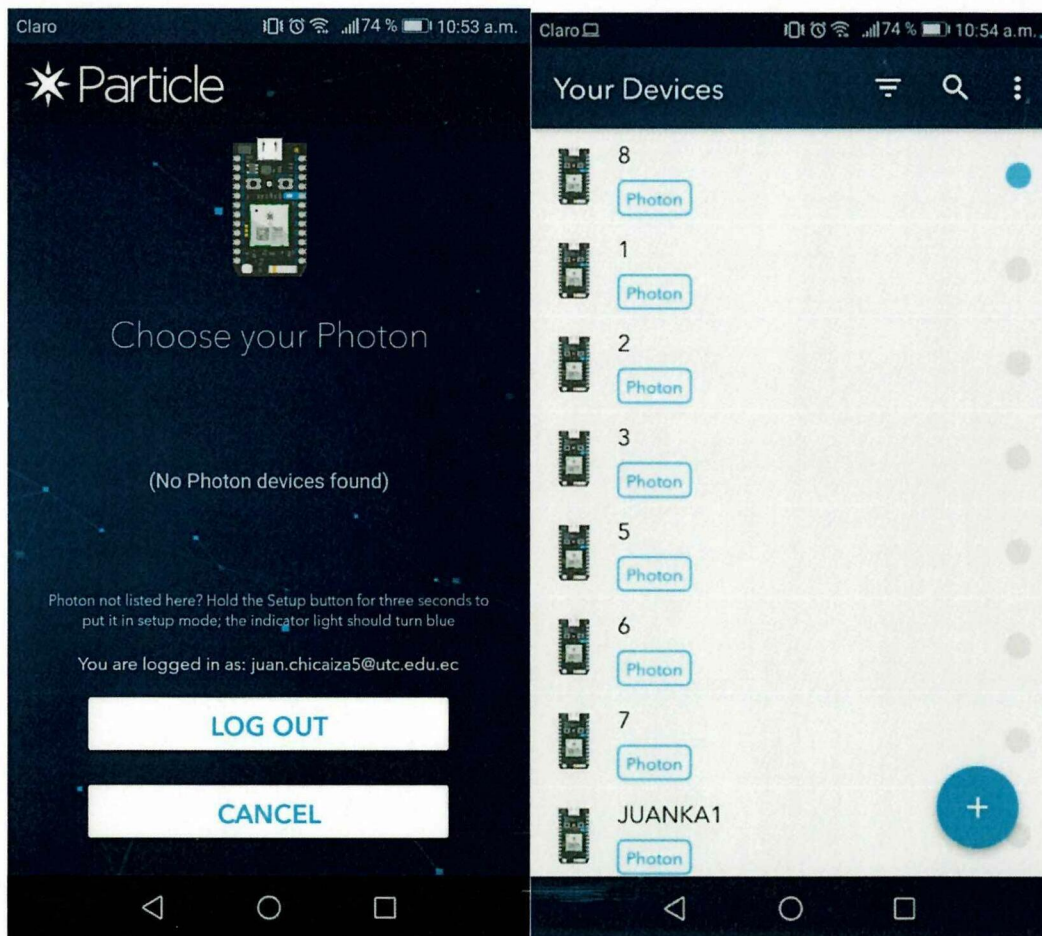 Claro 74 % 10:53 a.m.
Particle
Choose your Photon
(No Photon devices found)
Photon not listed here? Hold the Setup button for three seconds to
put it in setup mode; the indicator light should turn blue
You are logged in as: juan.chicaiza5@utc.edu.ec
LOG OUT
CANCEL
Claro 74 % 10:54 a.m.
Your Devices
8
Photon
1
Photon
2
Photon
3
Photon
5
Photon
6
Photon
7
Photon
JUANKA1
Photon
+